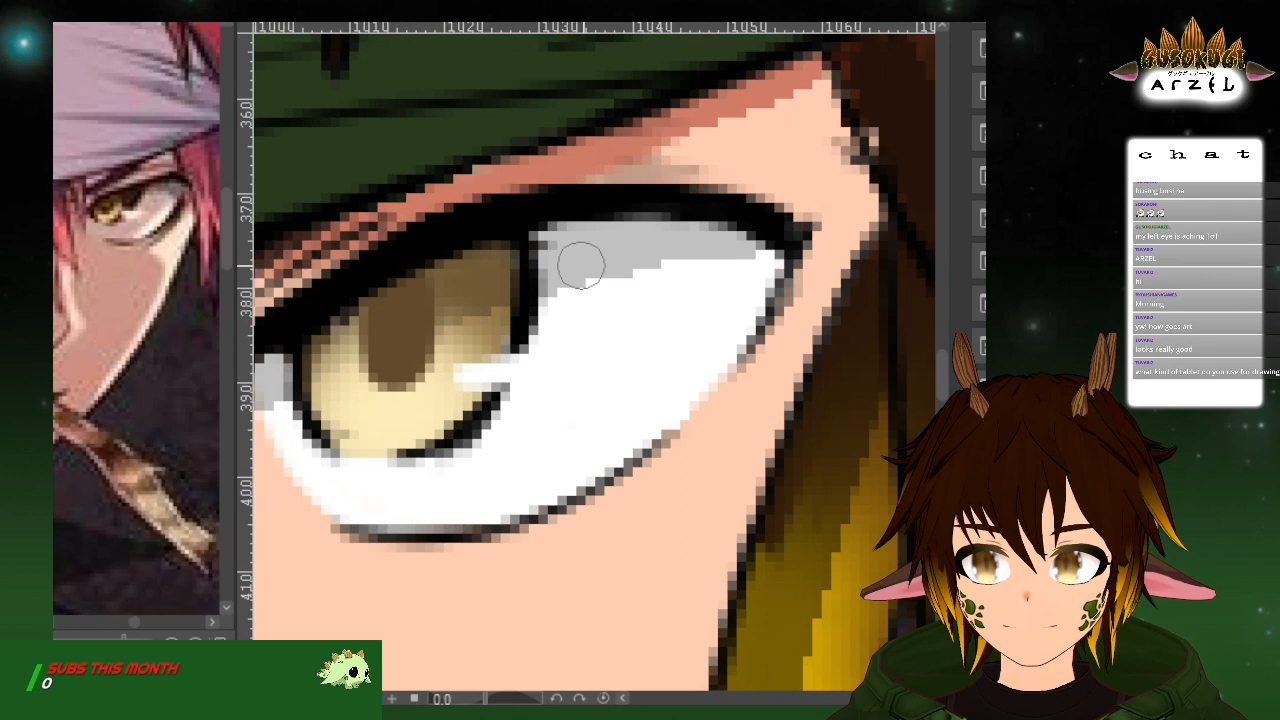 1000 1010 1020 1030 1040 1050 1060
360
370
380
390
400
410
0.0
GUSOKUGI
ARZEL
chat
my left eye is aching ToT
ARZEL
hi
Morning
yw! how goes art
looks really good
what kind of tablet do you use for drawing
SUBS THIS MONTH
0